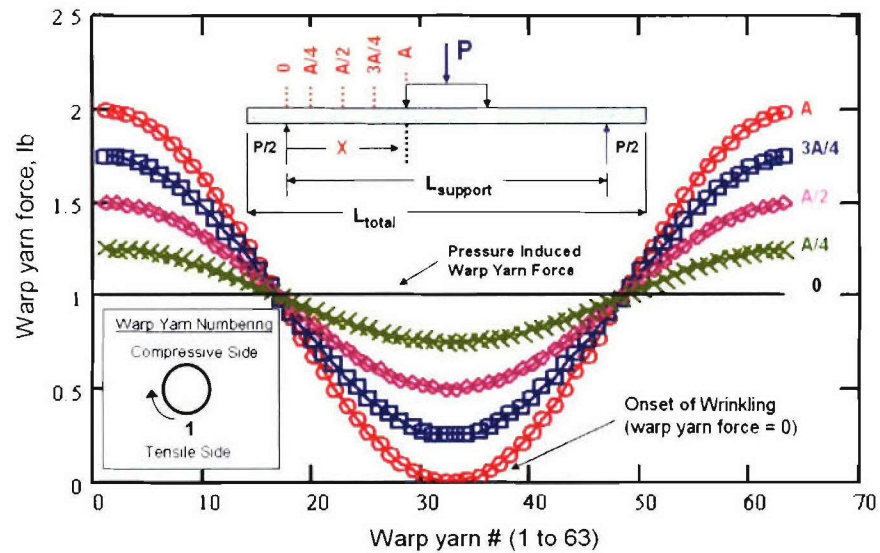 Warp yarn force, lb
2.5
2
1.5
1
0.5
0
0
10
20
30
40
50
60
70
Warp yarn # (1 to 63)
0
A/4
A/2
3A/4
A
P
P/2
X
P/2
Lsupport
Ltotal
A
3A/4
A/2
A/4
0
Pressure Induced
Warp Yarn Force
Onset of Wrinkling
(warp yarn force = 0)
Warp Yarn Numbering
Compressive Side
1
Tensile Side